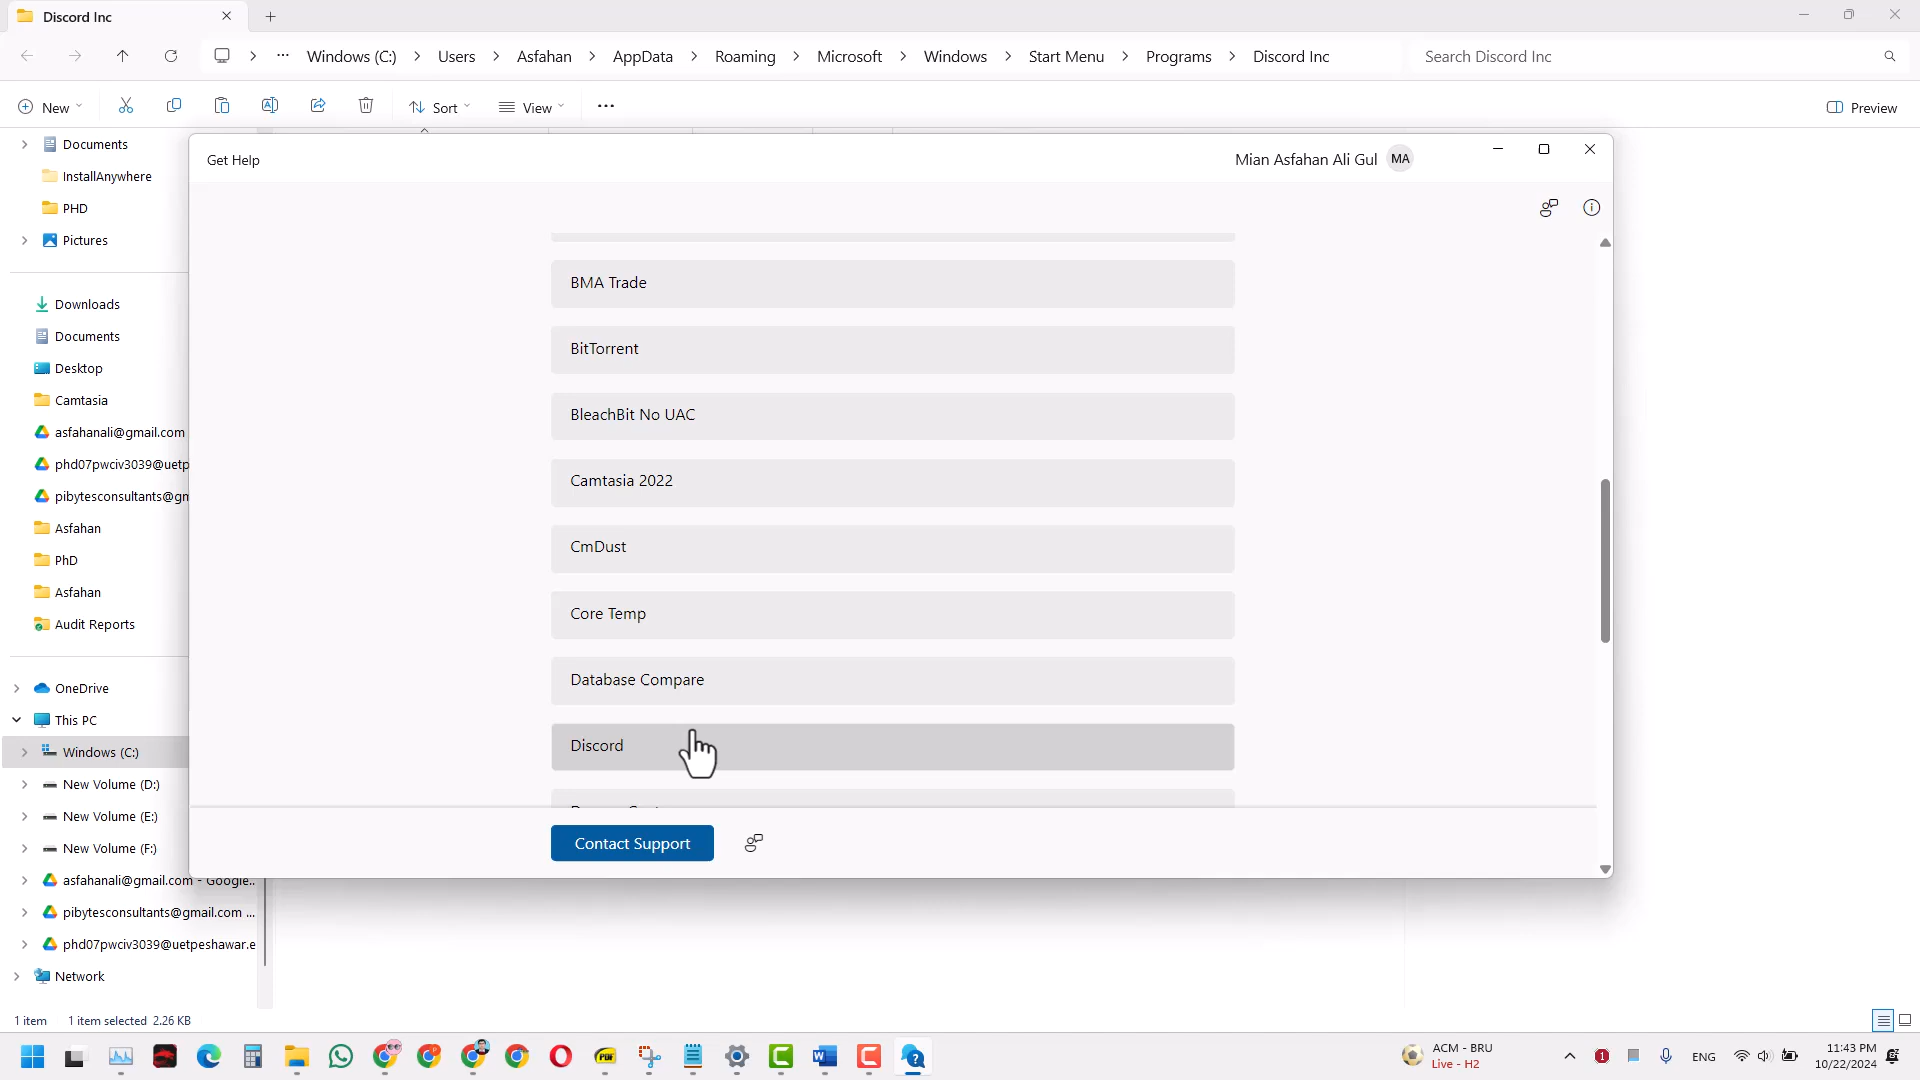 Discord Inc
Windows (C:) Users Asfahan AppData Roaming Microsoft Windows Start Menu Programs Discord Inc
Search Discord Inc
New Sort View Preview
Documents
InstallAnywhere
PHD
Pictures
Downloads
Documents
Desktop
Camtasia
asfahanali@gmail.com
phd07pwciv3039@uetp
pibytesconsultants@gm
Asfahan
PhD
Asfahan
Audit Reports
OneDrive
This PC
Windows (C:)
New Volume (D:)
New Volume (E:)
New Volume (F:)
asfahanali@gmail.com - Google..
pibytesconsultants@gmail.com ...
phd07pwciv3039@uetpeshawar.e
Network
1 item 1 item selected 2.26 KB
Get Help
Mian Asfahan Ali Gul MA
BMA Trade
BitTorrent
BleachBit No UAC
Camtasia 2022
CmDust
Core Temp
Database Compare
Discord
Contact Support
ACM - BRU
Live - H2
1
ENG
11:43 PM
10/22/2024